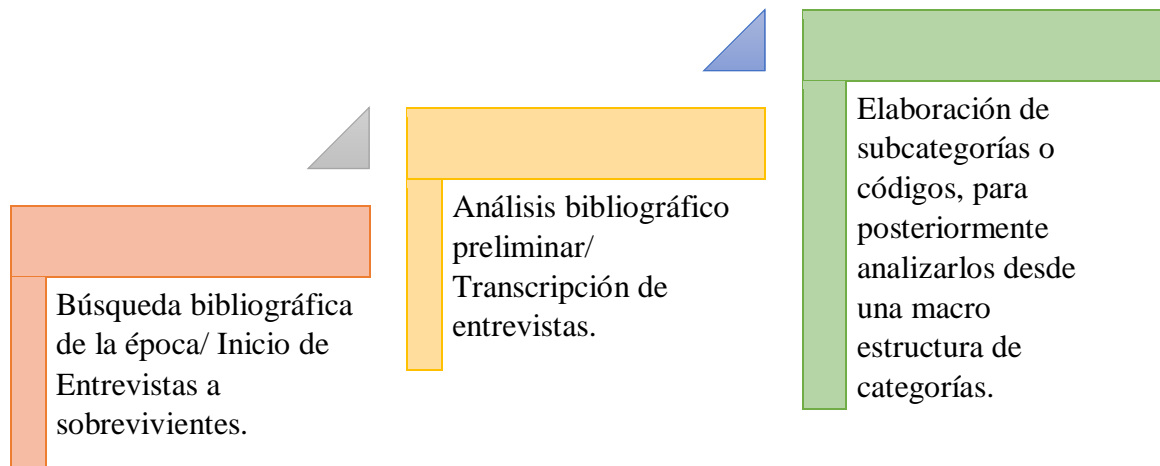 Búsqueda bibliográfica
de la época/ Inicio de
Entrevistas a
sobrevivientes.
Análisis bibliográfico
preliminar/
Transcripción de
entrevistas.
Elaboración de
subcategorías o
códigos, para
posteriormente
analizarlos desde
una macro
estructura de
categorías.